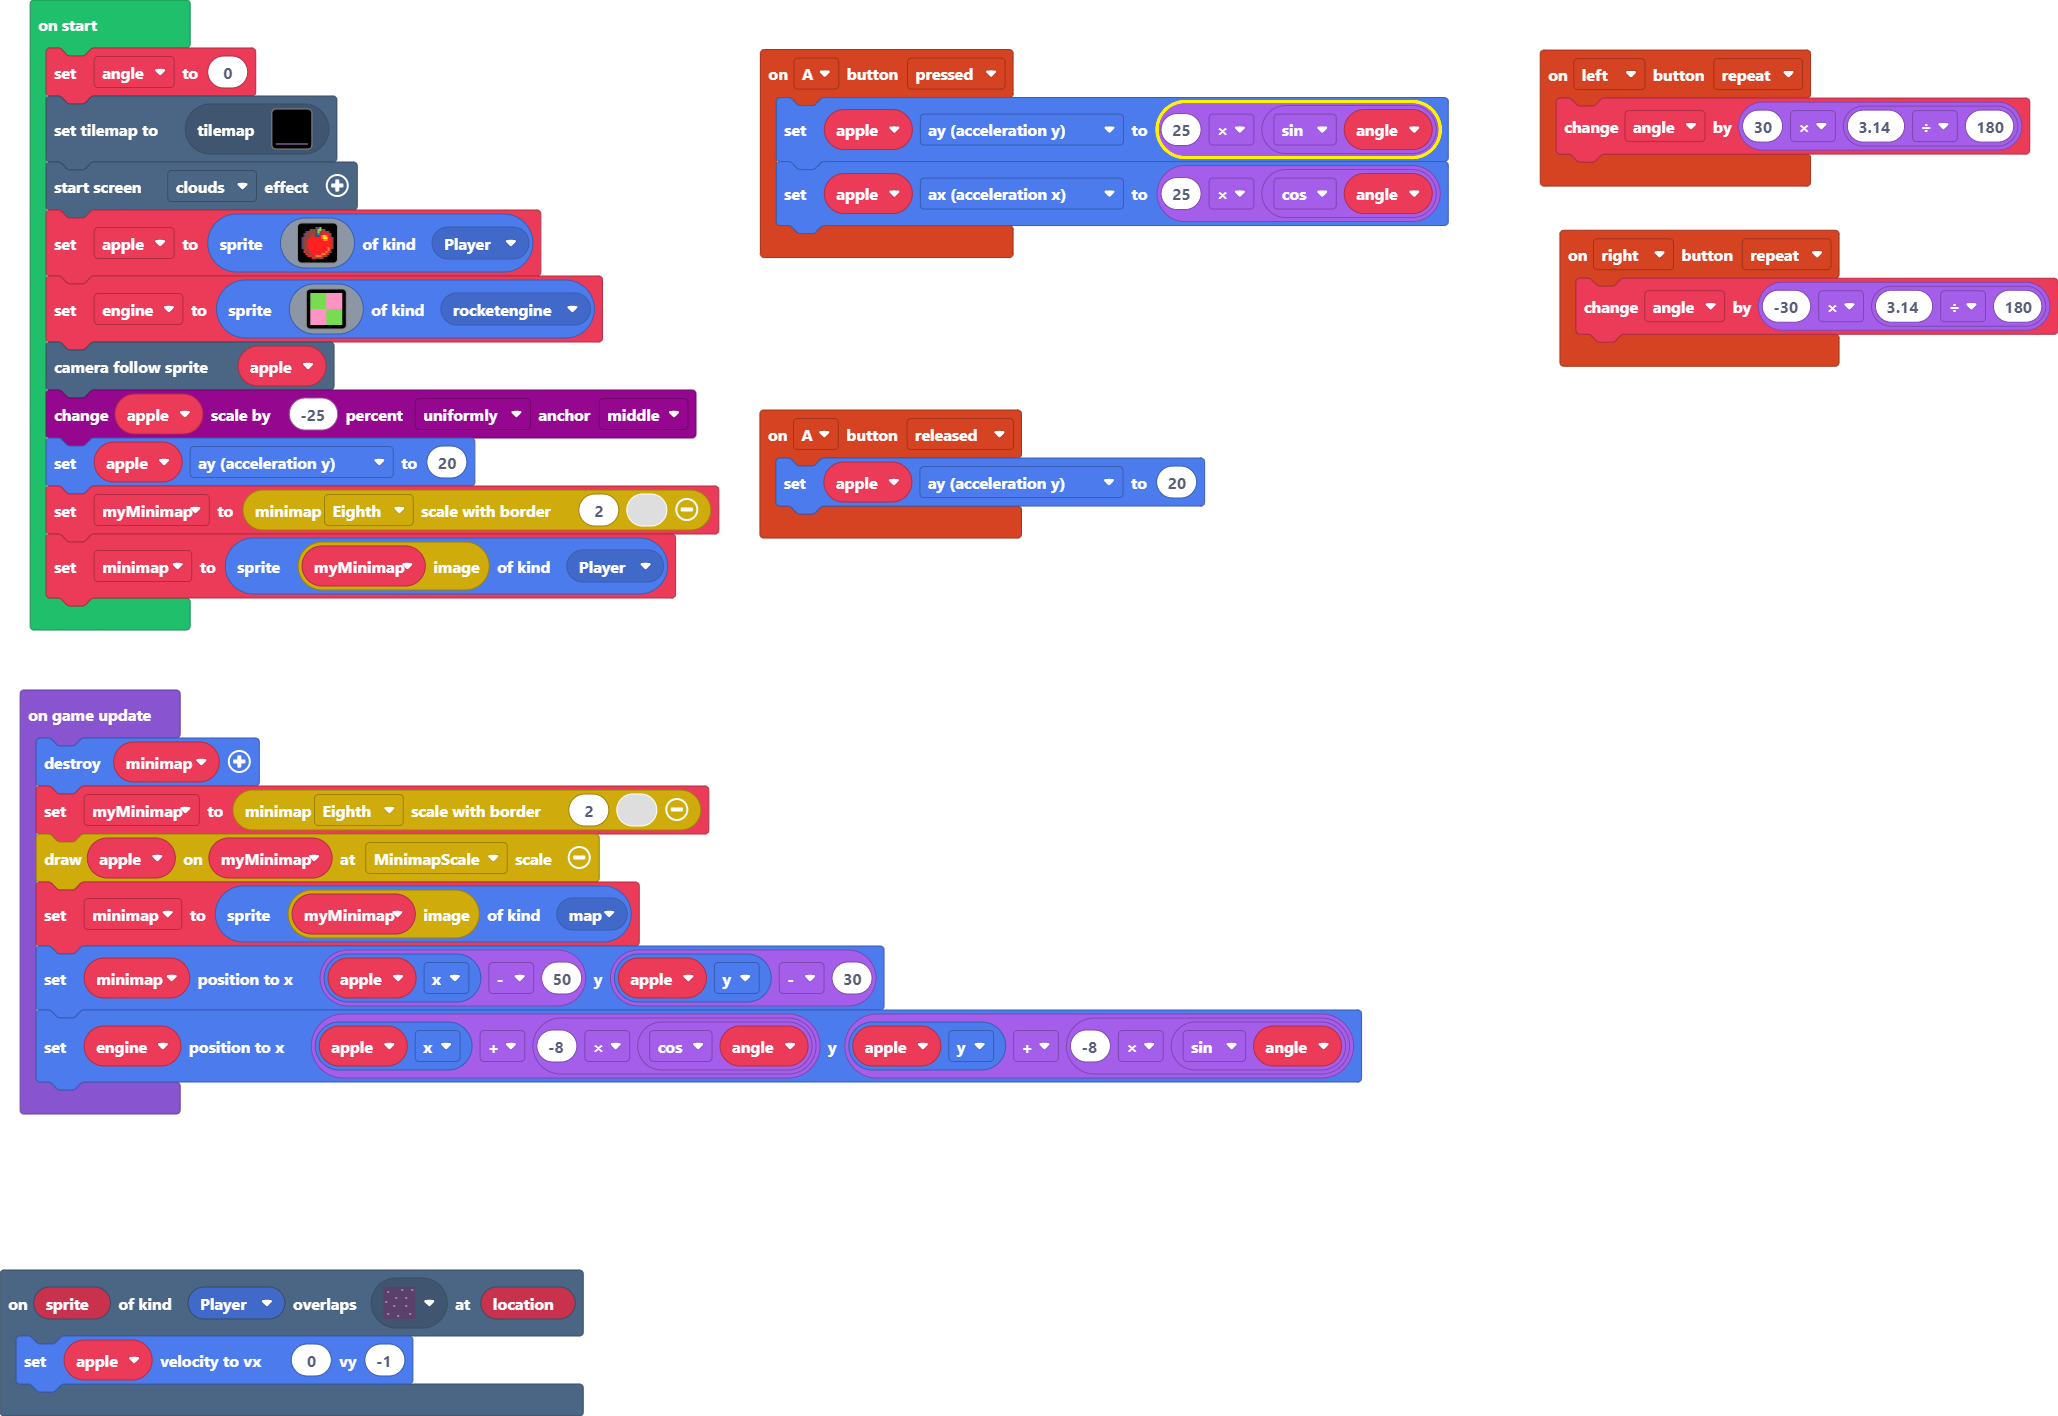 on start
set angle to 0
set tilemap to tilemap
start screen clouds effect
set apple to sprite of kind Player
set engine to sprite of kind rocketengine
camera follow sprite apple
change apple scale by -25 percent uniformly anchor middle
set apple ay (acceleration y) to 20
set myMinimap to minimap Eighth scale with border 2
set minimap to sprite myMinimap image of kind Player
on A button pressed
set apple ay (acceleration y) to 25 × sin angle
set apple ax (acceleration x) to 25 × cos angle
on A button released
set apple ay (acceleration y) to 20
on left button repeat
change angle by 30 × 3.14 ÷ 180
on right button repeat
change angle by -30 × 3.14 ÷ 180
on game update
destroy minimap
set myMinimap to minimap Eighth scale with border 2
draw apple on myMinimap at MinimapScale scale
set minimap to sprite myMinimap image of kind map
set minimap position to x apple x - 50 y apple y - 30
set engine position to x apple x + -8 × cos angle y apple y + -8 × sin angle
on sprite of kind Player overlaps at location
set apple velocity to vx 0 vy -1